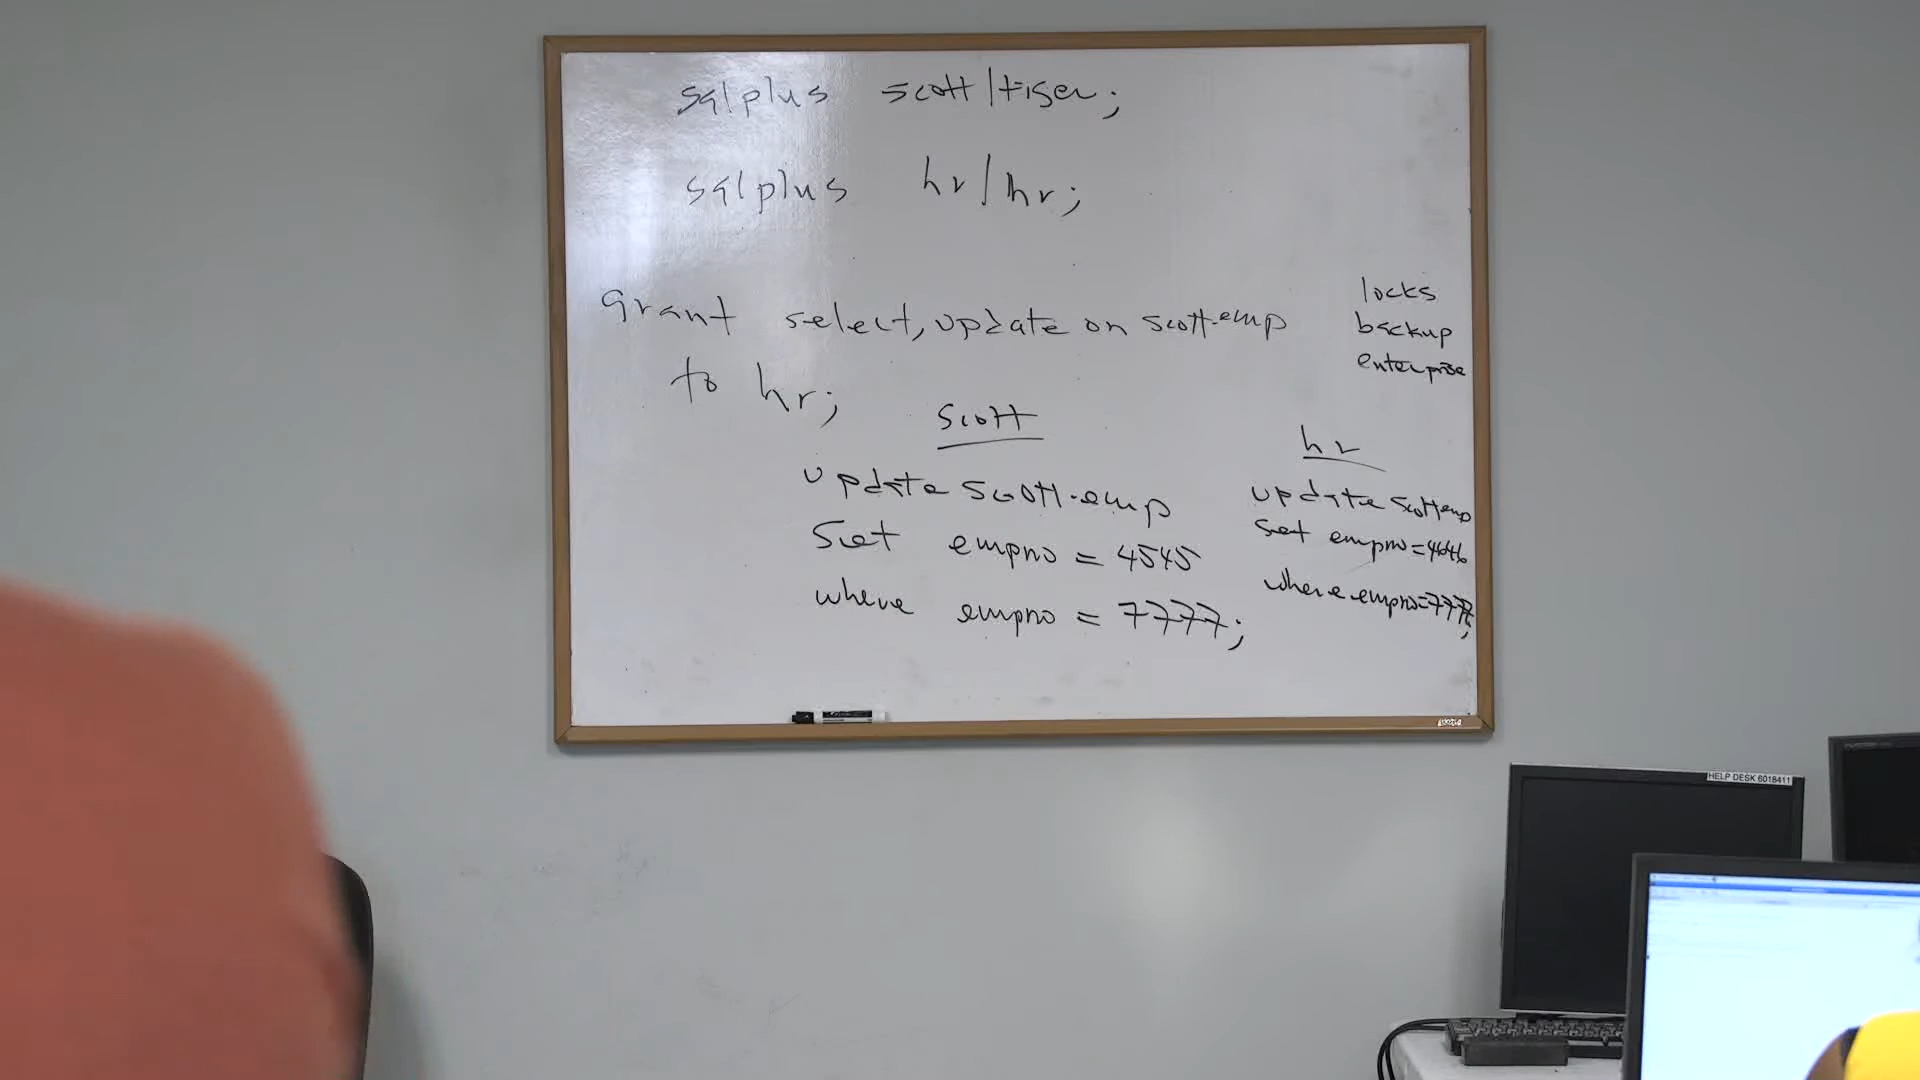 sqlplus scott/tiger;
sqlplus hr/hr;
grant select, update on scott.emp
to hr;
locks
backup
enterprise
scott
update scott.emp
Set empno = 4545
where empno = 7777;
hr
update scott.emp
Set empno = 4646
where empno = 7777;
HELP DESK 6018411